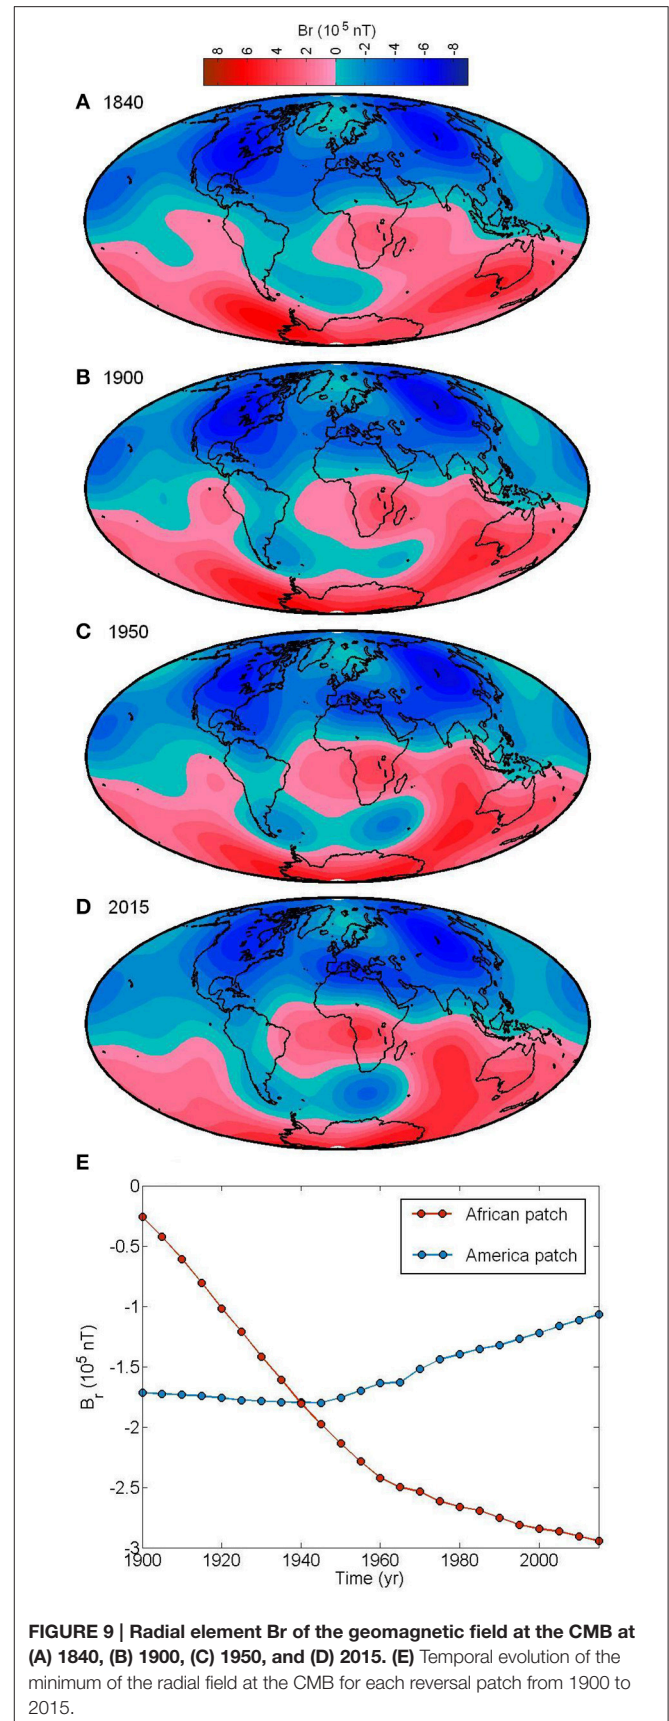 Br (10⁵ nT)
8 6 4 2 0 -2 -4 -6 -8
A 1840
B 1900
C 1950
D 2015
E
0
-0.5
-1
-1.5
-2
-2.5
-3
B_r (10⁵ nT)
African patch
America patch
1900 1920 1940 1960 1980 2000
Time (yr)
FIGURE 9 | Radial element Br of the geomagnetic field at the CMB at
(A) 1840, (B) 1900, (C) 1950, and (D) 2015. (E) Temporal evolution of the
minimum of the radial field at the CMB for each reversal patch from 1900 to
2015.